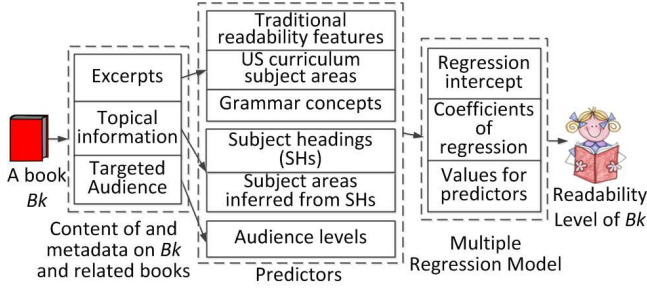 A book
Bk
Excerpts
Topical
information
Targeted
Audience
Content of and
metadata on Bk
and related books
Traditional
readability features
US curriculum
subject areas
Grammar concepts
Subject headings
(SHs)
Subject areas
inferred from SHs
Audience levels
Predictors
Regression
intercept
Coefficients
of
regression
Values for
predictors
Multiple
Regression Model
Readability
Level of Bk